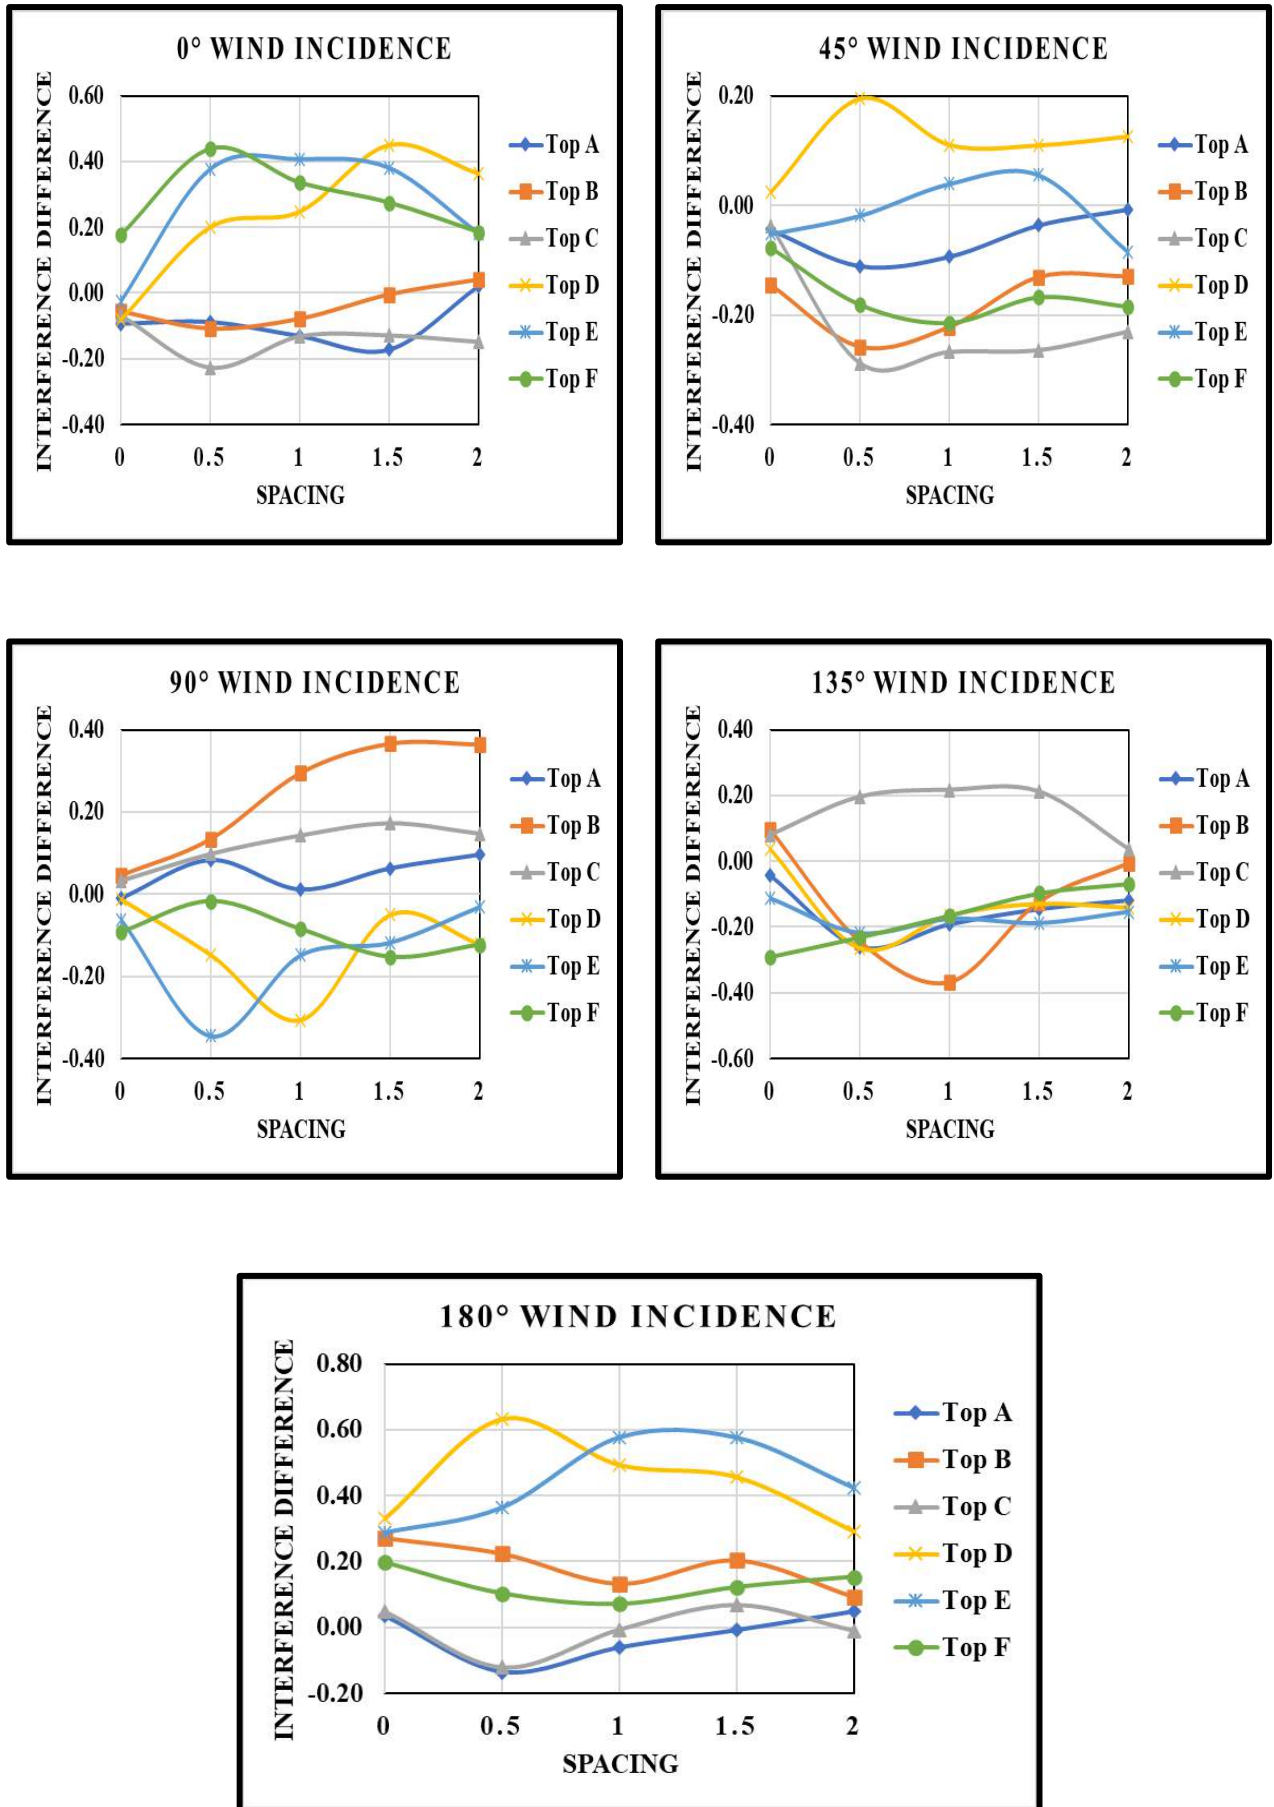 0° WIND INCIDENCE
INTERFERENCE DIFFERENCE
0.60
0.40
0.20
0.00
-0.20
-0.40
0 0.5 1 1.5 2
SPACING
Top A
Top B
Top C
Top D
Top E
Top F
45° WIND INCIDENCE
INTERFERENCE DIFFERENCE
0.20
0.00
-0.20
-0.40
0 0.5 1 1.5 2
SPACING
Top A
Top B
Top C
Top D
Top E
Top F
90° WIND INCIDENCE
INTERFERENCE DIFFERENCE
0.40
0.20
0.00
-0.20
-0.40
0 0.5 1 1.5 2
SPACING
Top A
Top B
Top C
Top D
Top E
Top F
135° WIND INCIDENCE
INTERFERENCE DIFFERENCE
0.40
0.20
0.00
-0.20
-0.40
-0.60
0 0.5 1 1.5 2
SPACING
Top A
Top B
Top C
Top D
Top E
Top F
180° WIND INCIDENCE
INTERFERENCE DIFFERENCE
0.80
0.60
0.40
0.20
0.00
-0.20
0 0.5 1 1.5 2
SPACING
Top A
Top B
Top C
Top D
Top E
Top F